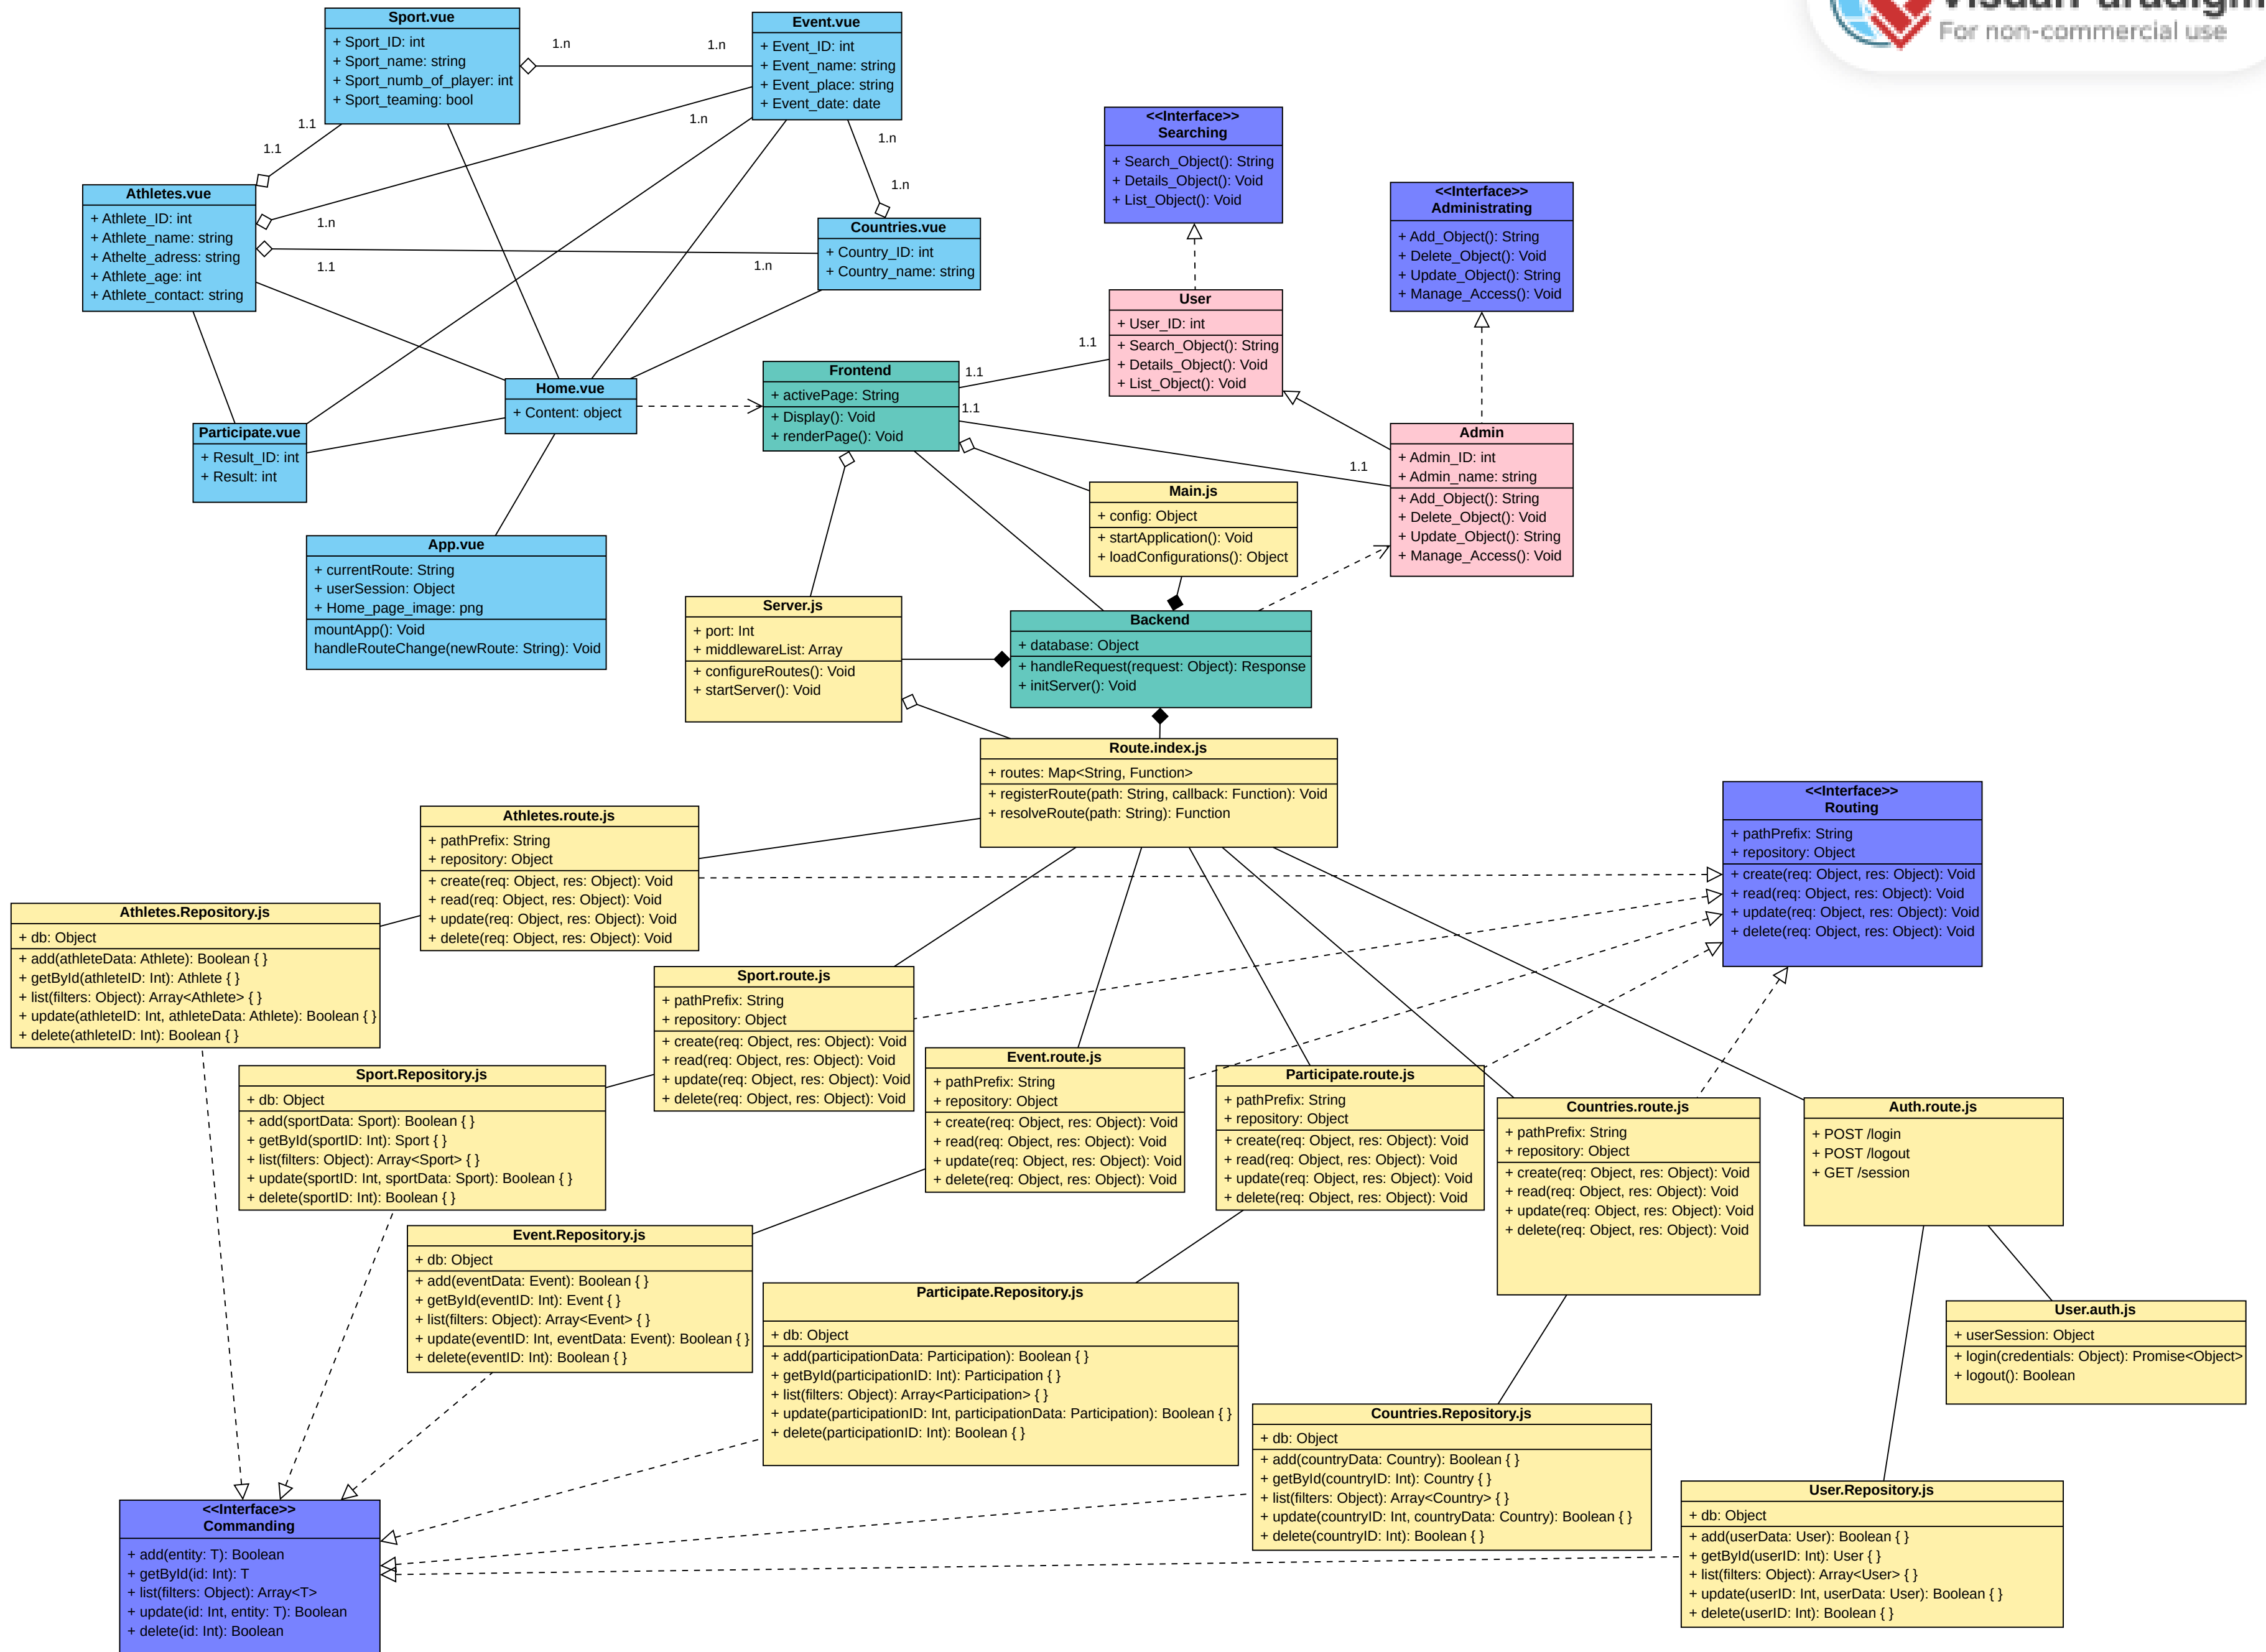 Visual Paradigm
For non-commercial use
Sport.vue
+ Sport_ID: int
+ Sport_name: string
+ Sport_numb_of_player: int
+ Sport_teaming: bool
1.n
1.n
Event.vue
+ Event_ID: int
+ Event_name: string
+ Event_place: string
+ Event_date: date
1.1
1.1
1.n
1.n
1.n
1.n
1.1
1.n
Athletes.vue
+ Athlete_ID: int
+ Athlete_name: string
+ Athelte_adress: string
+ Athlete_age: int
+ Athlete_contact: string
Countries.vue
+ Country_ID: int
+ Country_name: string
<<Interface>>
Searching
+ Search_Object(): String
+ Details_Object(): Void
+ List_Object(): Void
<<Interface>>
Administrating
+ Add_Object(): String
+ Delete_Object(): Void
+ Update_Object(): String
+ Manage_Access(): Void
User
+ User_ID: int
+ Search_Object(): String
+ Details_Object(): Void
+ List_Object(): Void
1.1
1.1
1.1
1.1
Frontend
+ activePage: String
+ Display(): Void
+ renderPage(): Void
Home.vue
+ Content: object
Participate.vue
+ Result_ID: int
+ Result: int
Admin
+ Admin_ID: int
+ Admin_name: string
+ Add_Object(): String
+ Delete_Object(): Void
+ Update_Object(): String
+ Manage_Access(): Void
Main.js
+ config: Object
+ startApplication(): Void
+ loadConfigurations(): Object
App.vue
+ currentRoute: String
+ userSession: Object
+ Home_page_image: png
mountApp(): Void
handleRouteChange(newRoute: String): Void
Server.js
+ port: Int
+ middlewareList: Array
+ configureRoutes(): Void
+ startServer(): Void
Backend
+ database: Object
+ handleRequest(request: Object): Response
+ initServer(): Void
Route.index.js
+ routes: Map<String, Function>
+ registerRoute(path: String, callback: Function): Void
+ resolveRoute(path: String): Function
<<Interface>>
Routing
+ pathPrefix: String
+ repository: Object
+ create(req: Object, res: Object): Void
+ read(req: Object, res: Object): Void
+ update(req: Object, res: Object): Void
+ delete(req: Object, res: Object): Void
Athletes.route.js
+ pathPrefix: String
+ repository: Object
+ create(req: Object, res: Object): Void
+ read(req: Object, res: Object): Void
+ update(req: Object, res: Object): Void
+ delete(req: Object, res: Object): Void
Athletes.Repository.js
+ db: Object
+ add(athleteData: Athlete): Boolean { }
+ getById(athleteID: Int): Athlete { }
+ list(filters: Object): Array<Athlete> { }
+ update(athleteID: Int, athleteData: Athlete): Boolean { }
+ delete(athleteID: Int): Boolean { }
Sport.route.js
+ pathPrefix: String
+ repository: Object
+ create(req: Object, res: Object): Void
+ read(req: Object, res: Object): Void
+ update(req: Object, res: Object): Void
+ delete(req: Object, res: Object): Void
Sport.Repository.js
+ db: Object
+ add(sportData: Sport): Boolean { }
+ getById(sportID: Int): Sport { }
+ list(filters: Object): Array<Sport> { }
+ update(sportID: Int, sportData: Sport): Boolean { }
+ delete(sportID: Int): Boolean { }
Event.route.js
+ pathPrefix: String
+ repository: Object
+ create(req: Object, res: Object): Void
+ read(req: Object, res: Object): Void
+ update(req: Object, res: Object): Void
+ delete(req: Object, res: Object): Void
Participate.route.js
+ pathPrefix: String
+ repository: Object
+ create(req: Object, res: Object): Void
+ read(req: Object, res: Object): Void
+ update(req: Object, res: Object): Void
+ delete(req: Object, res: Object): Void
Countries.route.js
+ pathPrefix: String
+ repository: Object
+ create(req: Object, res: Object): Void
+ read(req: Object, res: Object): Void
+ update(req: Object, res: Object): Void
+ delete(req: Object, res: Object): Void
Auth.route.js
+ POST /login
+ POST /logout
+ GET /session
Event.Repository.js
+ db: Object
+ add(eventData: Event): Boolean { }
+ getById(eventID: Int): Event { }
+ list(filters: Object): Array<Event> { }
+ update(eventID: Int, eventData: Event): Boolean { }
+ delete(eventID: Int): Boolean { }
Participate.Repository.js
+ db: Object
+ add(participationData: Participation): Boolean { }
+ getById(participationID: Int): Participation { }
+ list(filters: Object): Array<Participation> { }
+ update(participationID: Int, participationData: Participation): Boolean { }
+ delete(participationID: Int): Boolean { }
User.auth.js
+ userSession: Object
+ login(credentials: Object): Promise<Object>
+ logout(): Boolean
Countries.Repository.js
+ db: Object
+ add(countryData: Country): Boolean { }
+ getById(countryID: Int): Country { }
+ list(filters: Object): Array<Country> { }
+ update(countryID: Int, countryData: Country): Boolean { }
+ delete(countryID: Int): Boolean { }
User.Repository.js
+ db: Object
+ add(userData: User): Boolean { }
+ getById(userID: Int): User { }
+ list(filters: Object): Array<User> { }
+ update(userID: Int, userData: User): Boolean { }
+ delete(userID: Int): Boolean { }
<<Interface>>
Commanding
+ add(entity: T): Boolean
+ getById(id: Int): T
+ list(filters: Object): Array<T>
+ update(id: Int, entity: T): Boolean
+ delete(id: Int): Boolean